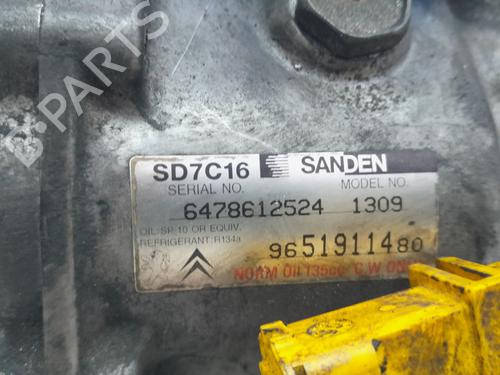 B-PARTS
SD7C16 SANDEN
SERIAL NO. MODEL NO.
6478612524 1309
OIL:SP.10 OR EQUIV.
REFRIGERANT:R134a
9651911480